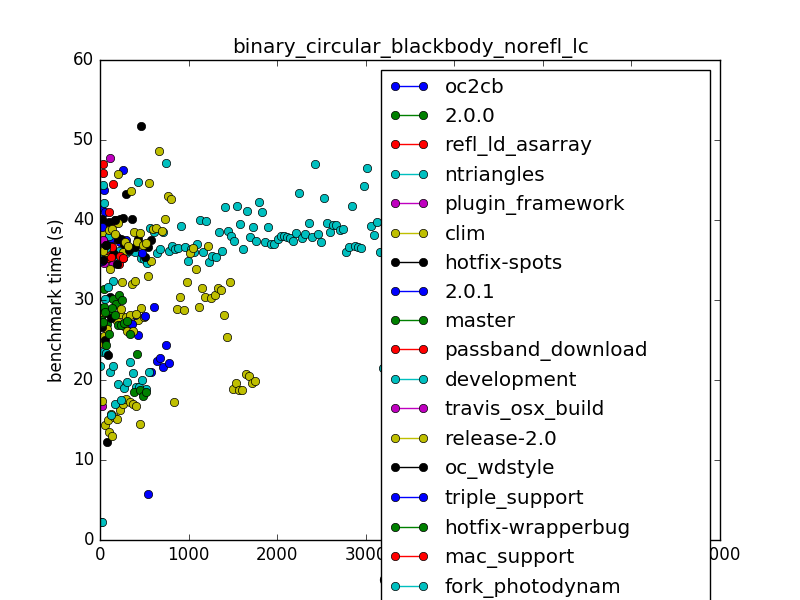 binary_circular_blackbody_norefl_lc
60
50
40
30
20
10
0
benchmark time (s)
0
1000
2000
oc2cb
2.0.0
refl_ld_asarray
ntriangles
plugin_framework
clim
hotfix-spots
2.0.1
master
passband_download
development
travis_osx_build
release-2.0
oc_wdstyle
triple_support
hotfix-wrapperbug
mac_support
fork_photodynam